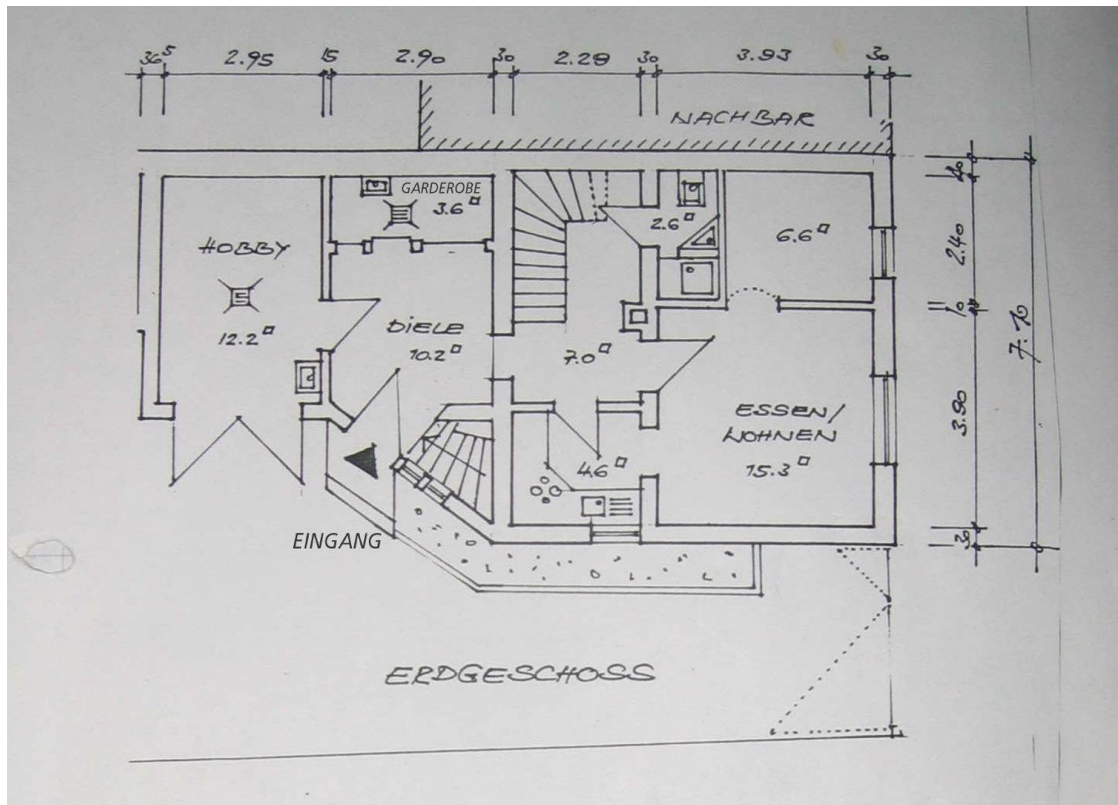 36⁵ 2.95 15 2.90 30 2.28 30 3.93 30
NACHBAR
GARDEROBE
3.6□
2.6□
6.6□
HOBBY
12.2□
DIELE
10.2□
7.0□
ESSEN/
WOHNEN
15.3□
4.6□
EINGANG
ERDGESCHOSS
2.40
3.90
30
7.10